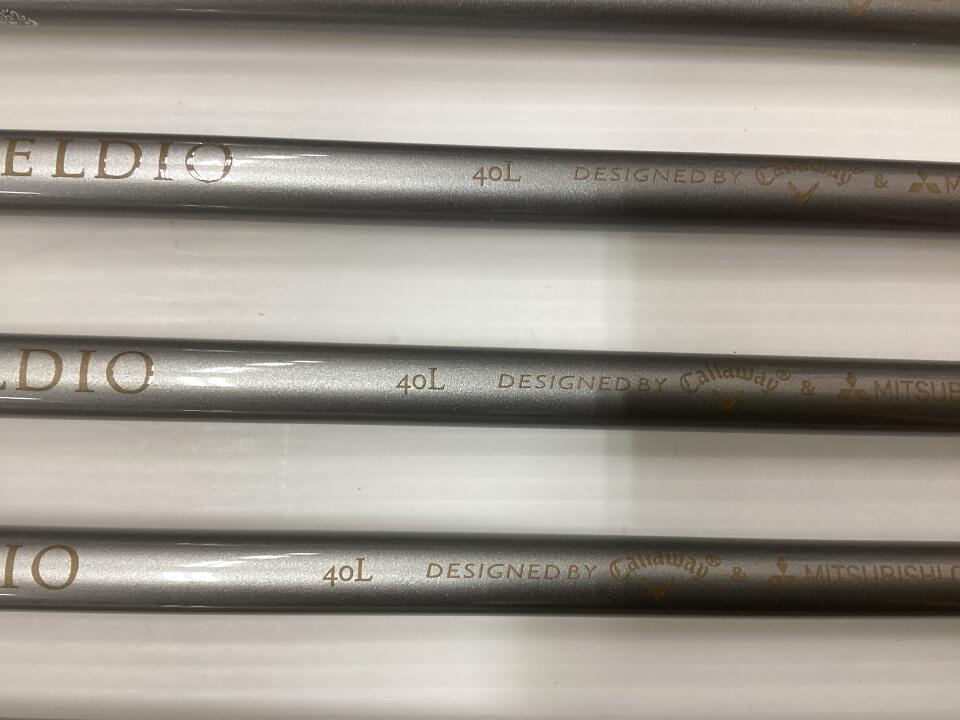 ELDIO 40L DESIGNED BY Callaway® & M
LDIO 40L DESIGNED BY Callaway® & MITSUB
IO 40L DESIGNED BY Callaway® & MITSUBISHI